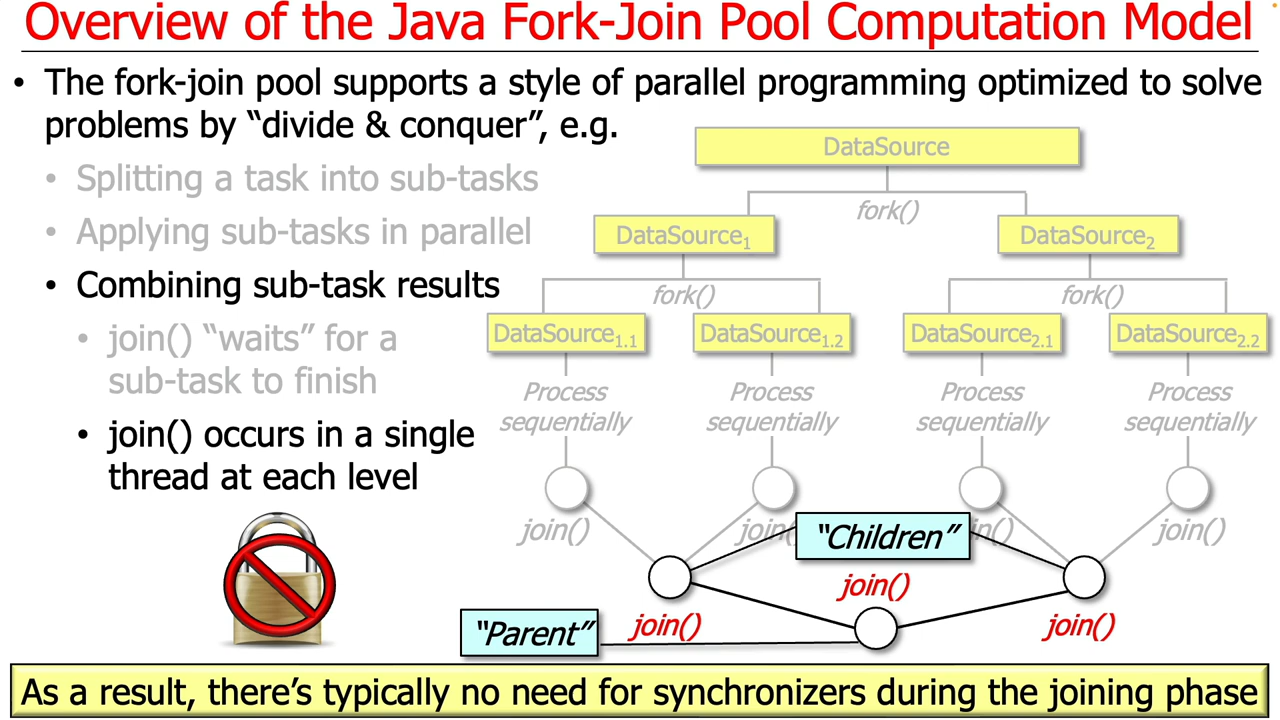 Overview of the Java Fork-Join Pool Computation Model
• The fork-join pool supports a style of parallel programming optimized to solve
problems by “divide & conquer”, e.g.
• Splitting a task into sub-tasks
• Applying sub-tasks in parallel
• Combining sub-task results
• join() “waits” for a
sub-task to finish
• join() occurs in a single
thread at each level
DataSource
fork()
DataSource1
DataSource2
fork()
fork()
DataSource1.1
DataSource1.2
DataSource2.1
DataSource2.2
Process
sequentially
Process
sequentially
Process
sequentially
Process
sequentially
join()
join()
join()
join()
“Children”
join()
“Parent”
join()
join()
As a result, there’s typically no need for synchronizers during the joining phase